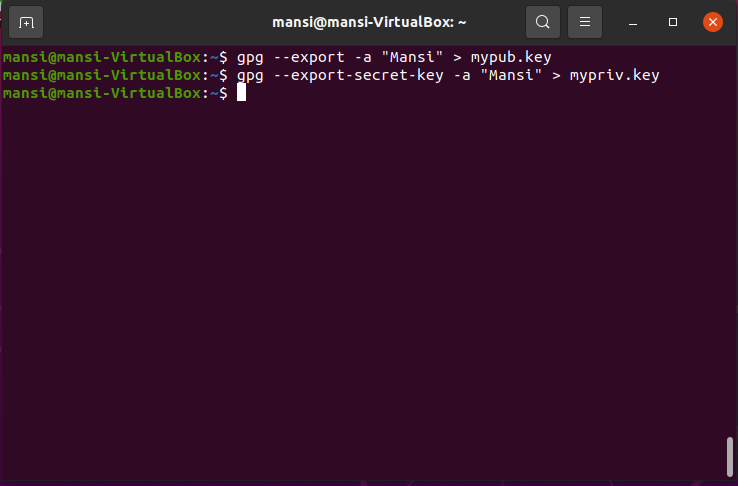 mansi@mansi-VirtualBox: ~
mansi@mansi-VirtualBox:~$ gpg --export -a "Mansi" > mypub.key
mansi@mansi-VirtualBox:~$ gpg --export-secret-key -a "Mansi" > mypriv.key
mansi@mansi-VirtualBox:~$